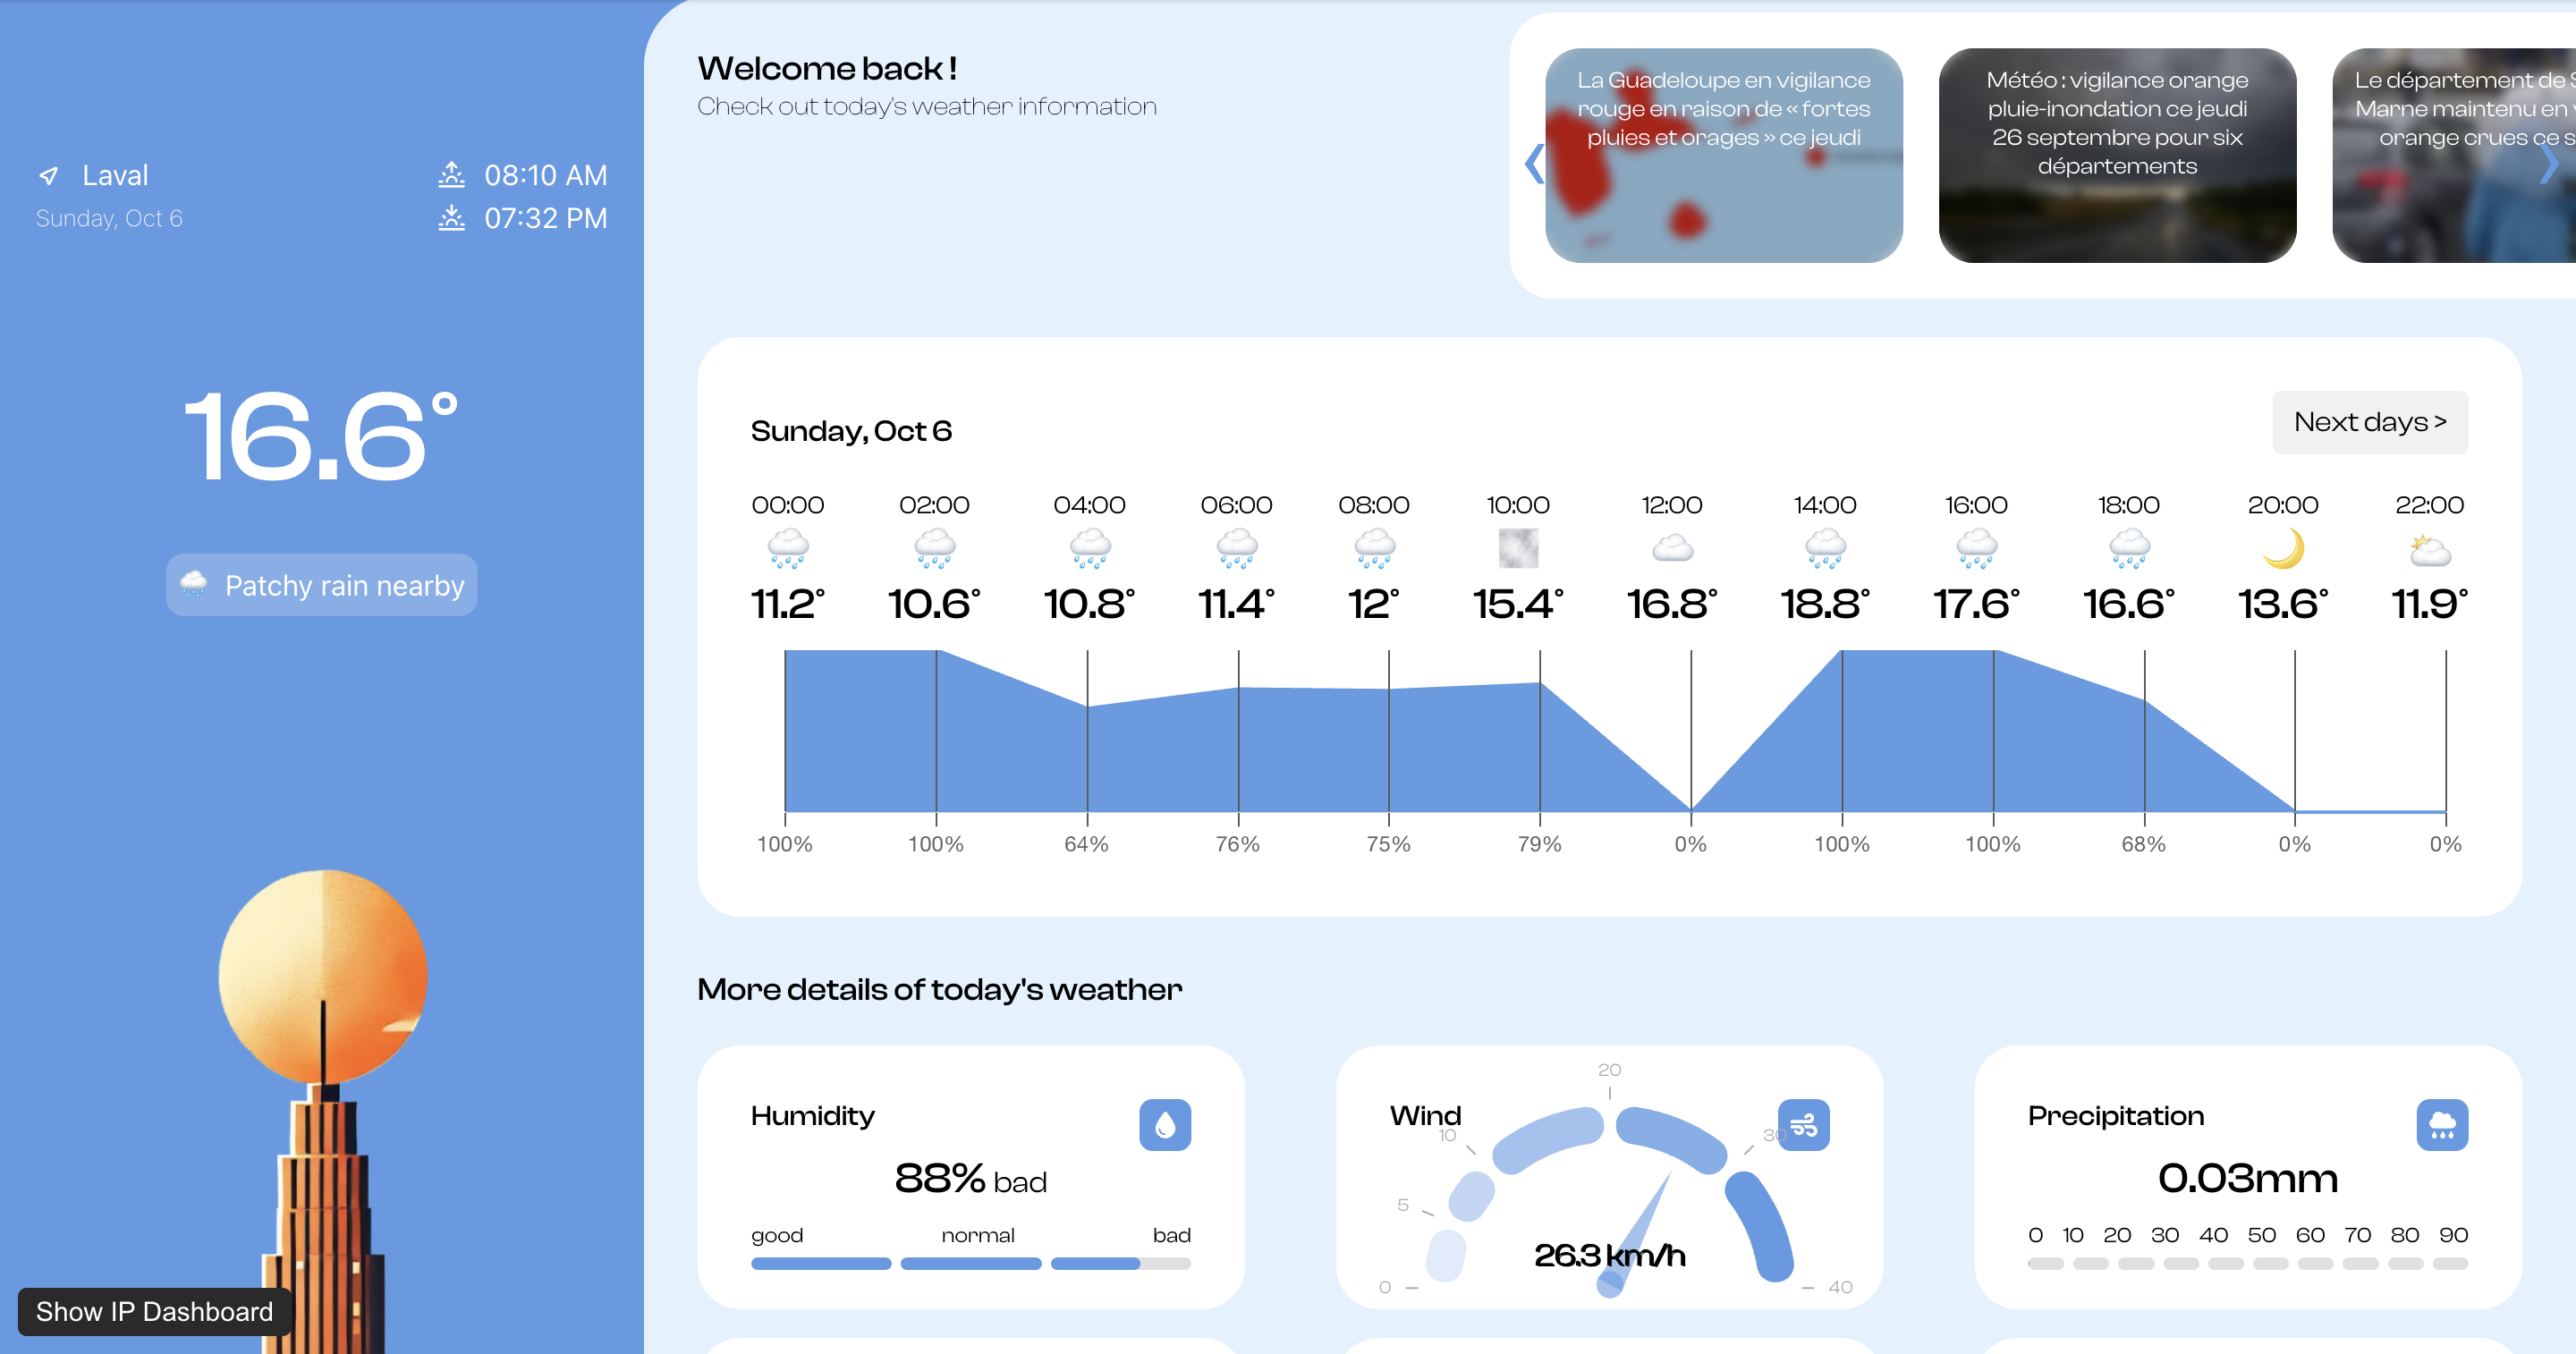 Laval
Sunday, Oct 6
08:10 AM
07:32 PM
16.6°
Patchy rain nearby
Show IP Dashboard
Welcome back !
Check out today's weather information
La Guadeloupe en vigilance
rouge en raison de « fortes
pluies et orages » ce jeudi
Météo : vigilance orange
pluie-inondation ce jeudi
26 septembre pour six
départements
Le département de
Marne maintenu en
orange crues ce
Sunday, Oct 6
Next days >
00:00 02:00 04:00 06:00 08:00 10:00 12:00 14:00 16:00 18:00 20:00 22:00
11.2° 10.6° 10.8° 11.4° 12° 15.4° 16.8° 18.8° 17.6° 16.6° 13.6° 11.9°
100% 100% 64% 76% 75% 79% 0% 100% 100% 68% 0% 0%
More details of today's weather
Humidity
88% bad
good normal bad
Wind
0
5
10
20
30
40
26.3 km/h
Precipitation
0.03mm
0 10 20 30 40 50 60 70 80 90